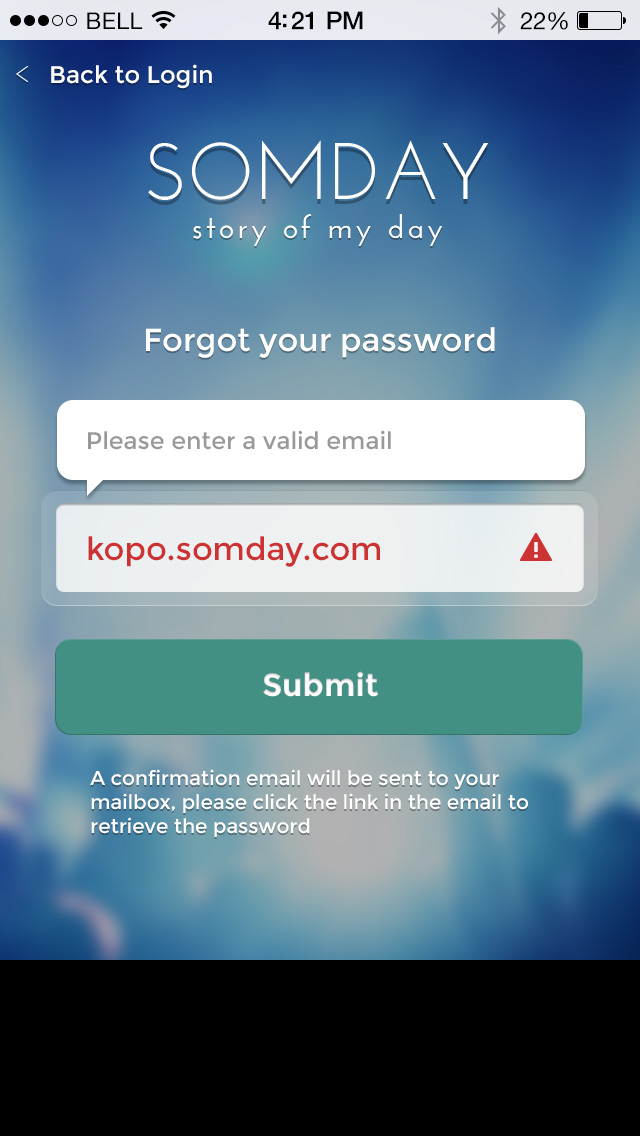 BELL 4:21 PM 22%
< Back to Login
SOMDAY
story of my day
Forgot your password
Please enter a valid email
kopo.somday.com
Submit
A confirmation email will be sent to your
mailbox, please click the link in the email to
retrieve the password